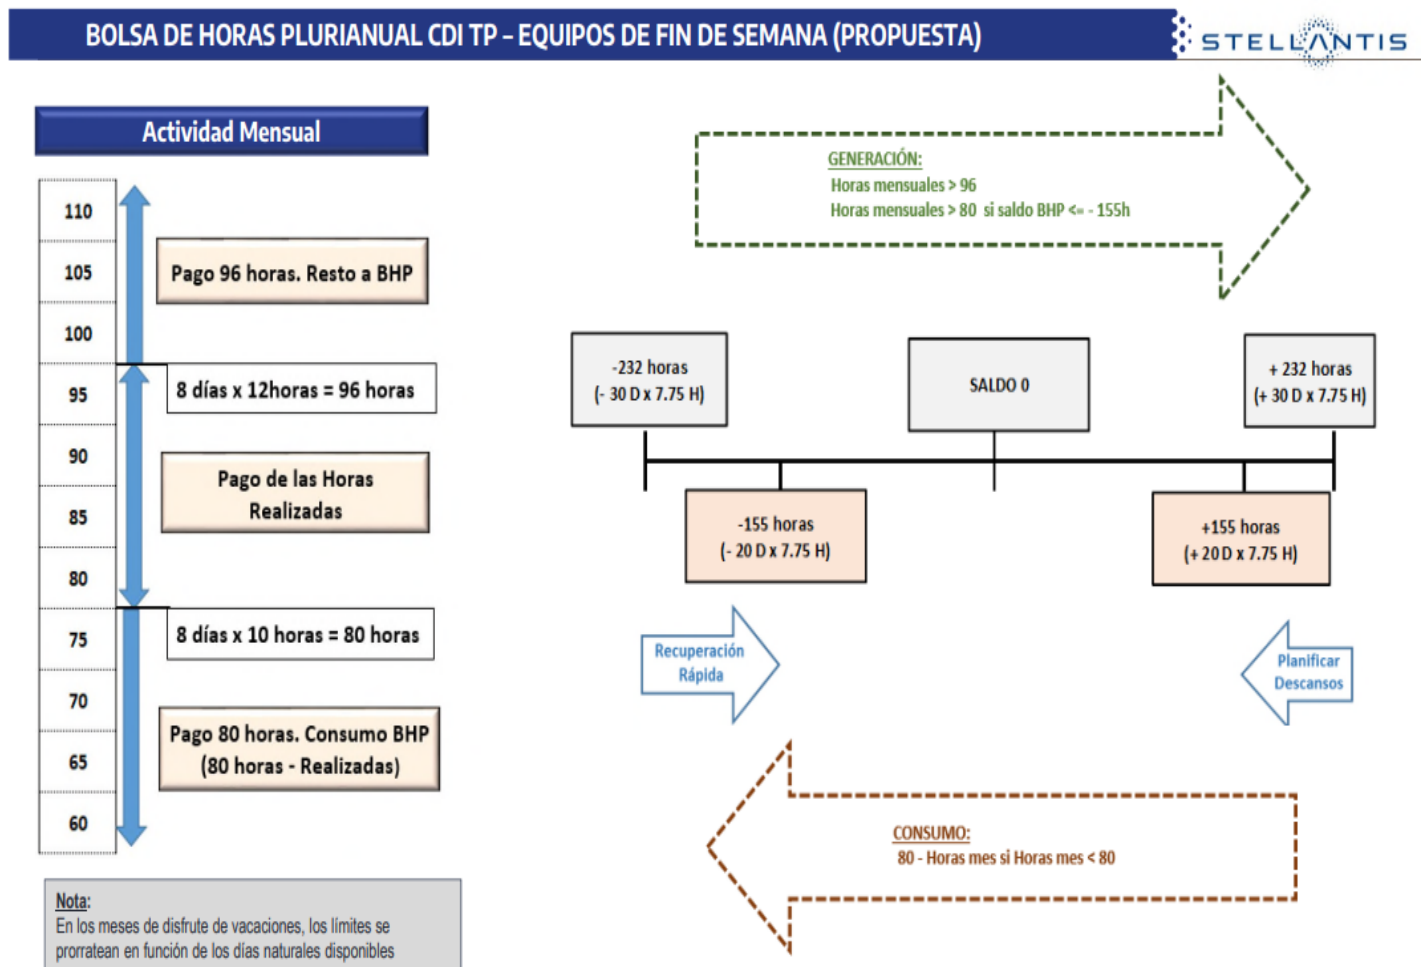 BOLSA DE HORAS PLURIANUAL CDI TP – EQUIPOS DE FIN DE SEMANA (PROPUESTA)
STELLANTIS
Actividad Mensual
110
105
100
95
90
85
80
75
70
65
60
Pago 96 horas. Resto a BHP
8 días x 12horas = 96 horas
Pago de las Horas
Realizadas
8 días x 10 horas = 80 horas
Pago 80 horas. Consumo BHP
(80 horas - Realizadas)
Nota:
En los meses de disfrute de vacaciones, los límites se
prorratean en función de los días naturales disponibles
GENERACIÓN:
Horas mensuales > 96
Horas mensuales > 80 si saldo BHP <= - 155h
-232 horas
(- 30 D x 7.75 H)
SALDO 0
+ 232 horas
(+ 30 D x 7.75 H)
-155 horas
(- 20 D x 7.75 H)
+155 horas
(+ 20 D x 7.75 H)
Recuperación
Rápida
Planificar
Descansos
CONSUMO:
80 - Horas mes si Horas mes < 80